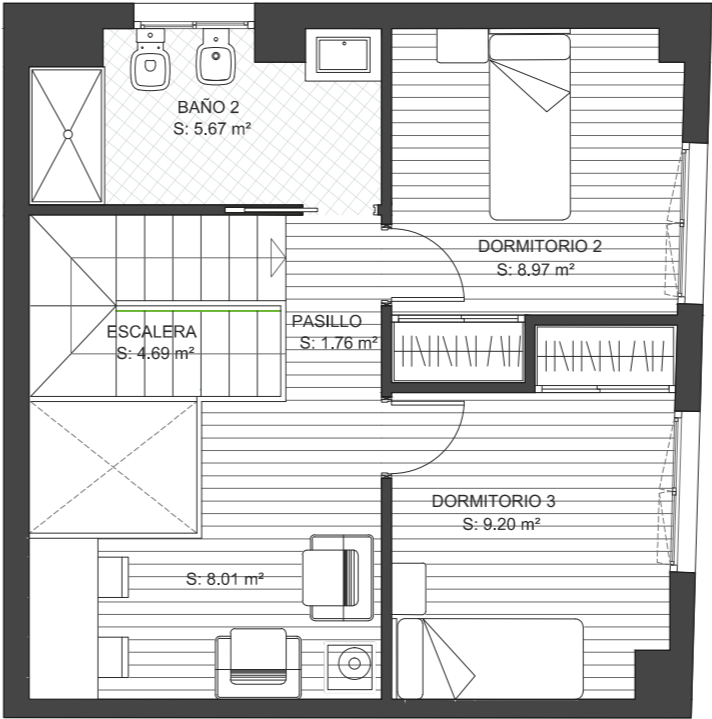 BAÑO 2
S: 5.67 m²
DORMITORIO 2
S: 8.97 m²
ESCALERA
S: 4.69 m²
PASILLO
S: 1.76 m²
DORMITORIO 3
S: 9.20 m²
S: 8.01 m²